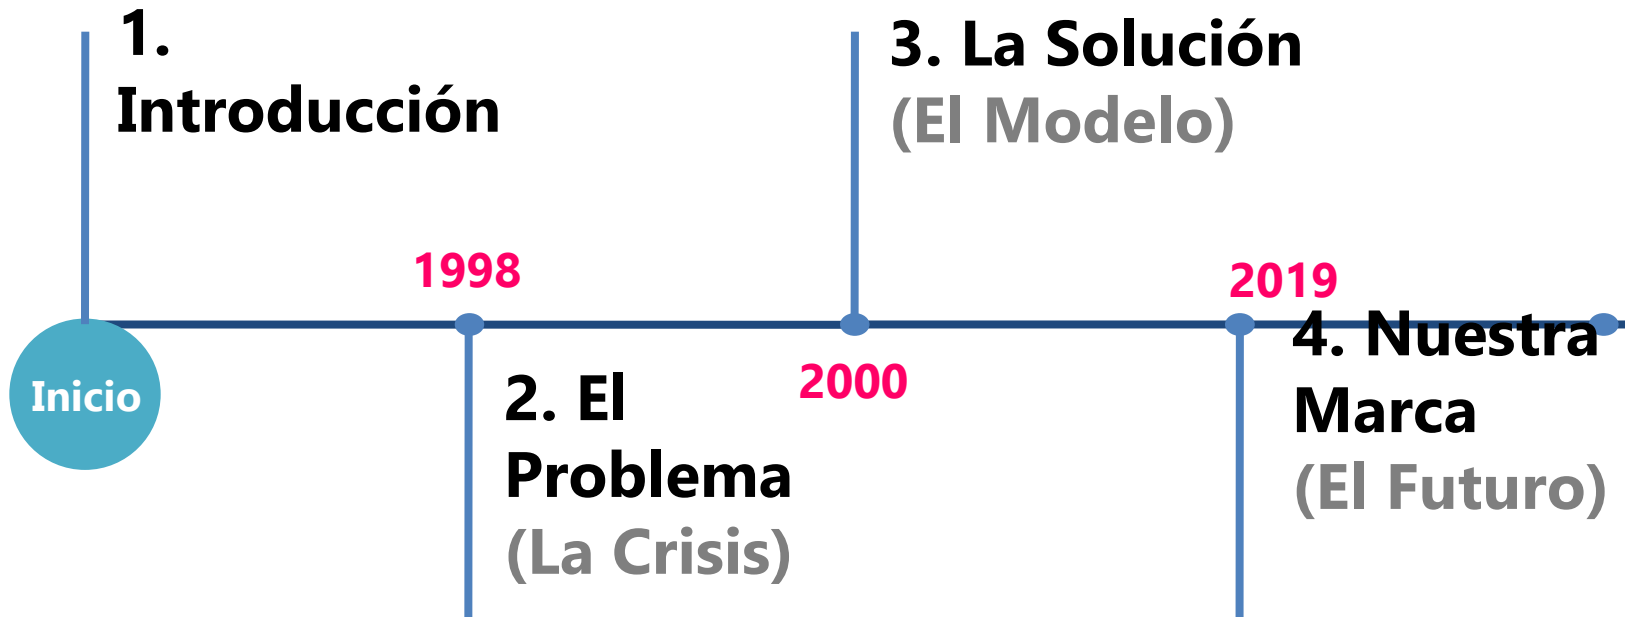 1.
Introducción
3. La Solución
(El Modelo)
1998
2019
Inicio
2. El
Problema
(La Crisis)
2000
4. Nuestra
Marca
(El Futuro)